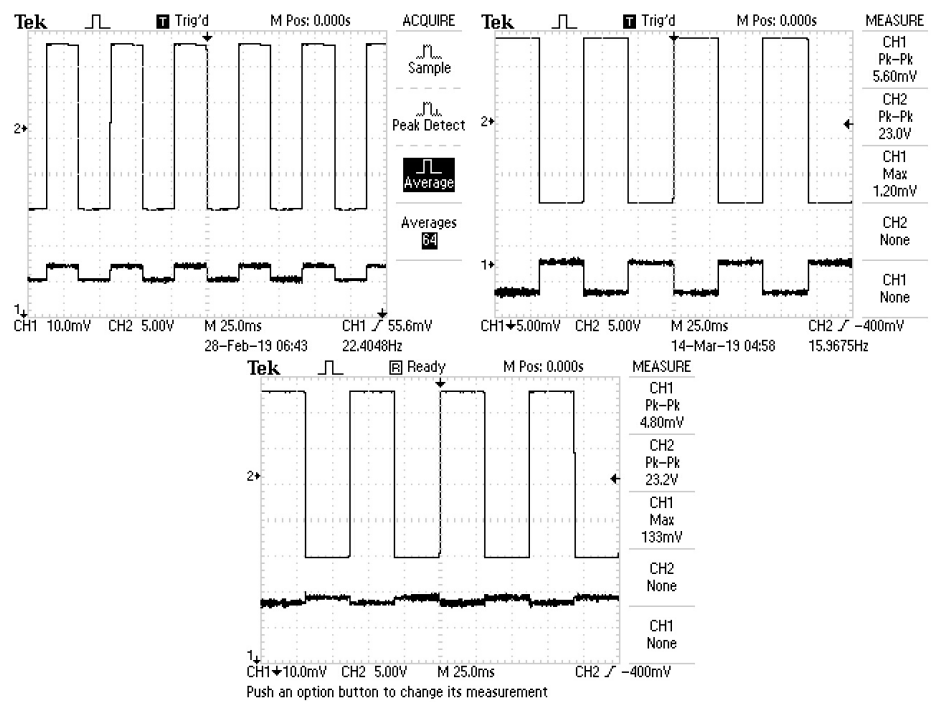 Tek T Trig'd M Pos: 0.000s ACQUIRE
Sample
Peak Detect
Average
Averages
64
2
1
CH1 10.0mV CH2 5.00V M 25.0ms CH1 / 55.6mV
28-Feb-19 06:43 22.4048Hz
Tek T Trig'd M Pos: 0.000s MEASURE
CH1
Pk-Pk
5.60mV
CH2
Pk-Pk
23.0V
CH1
Max
1.20mV
CH2
None
CH1
None
2
1
CH1 5.00mV CH2 5.00V M 25.0ms CH2 / -400mV
14-Mar-19 04:58 15.9675Hz
Tek R Ready M Pos: 0.000s MEASURE
CH1
Pk-Pk
4.80mV
CH2
Pk-Pk
23.2V
CH1
Max
133mV
CH2
None
CH1
None
2
1
CH1 10.0mV CH2 5.00V M 25.0ms CH2 / -400mV
Push an option button to change its measurement